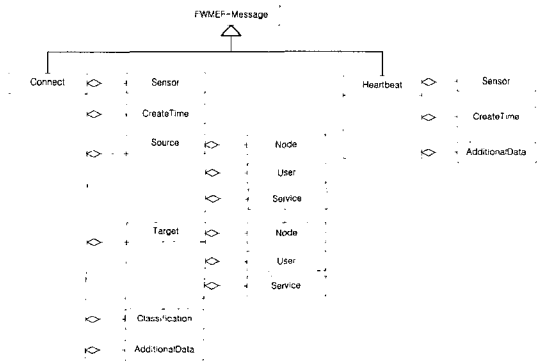 FWMEF-Message
Connect
Sensor
CreateTime
Source
Node
User
Service
Target
Node
User
Service
Classification
AdditionalData
Heartbeat
Sensor
CreateTime
AdditionalData